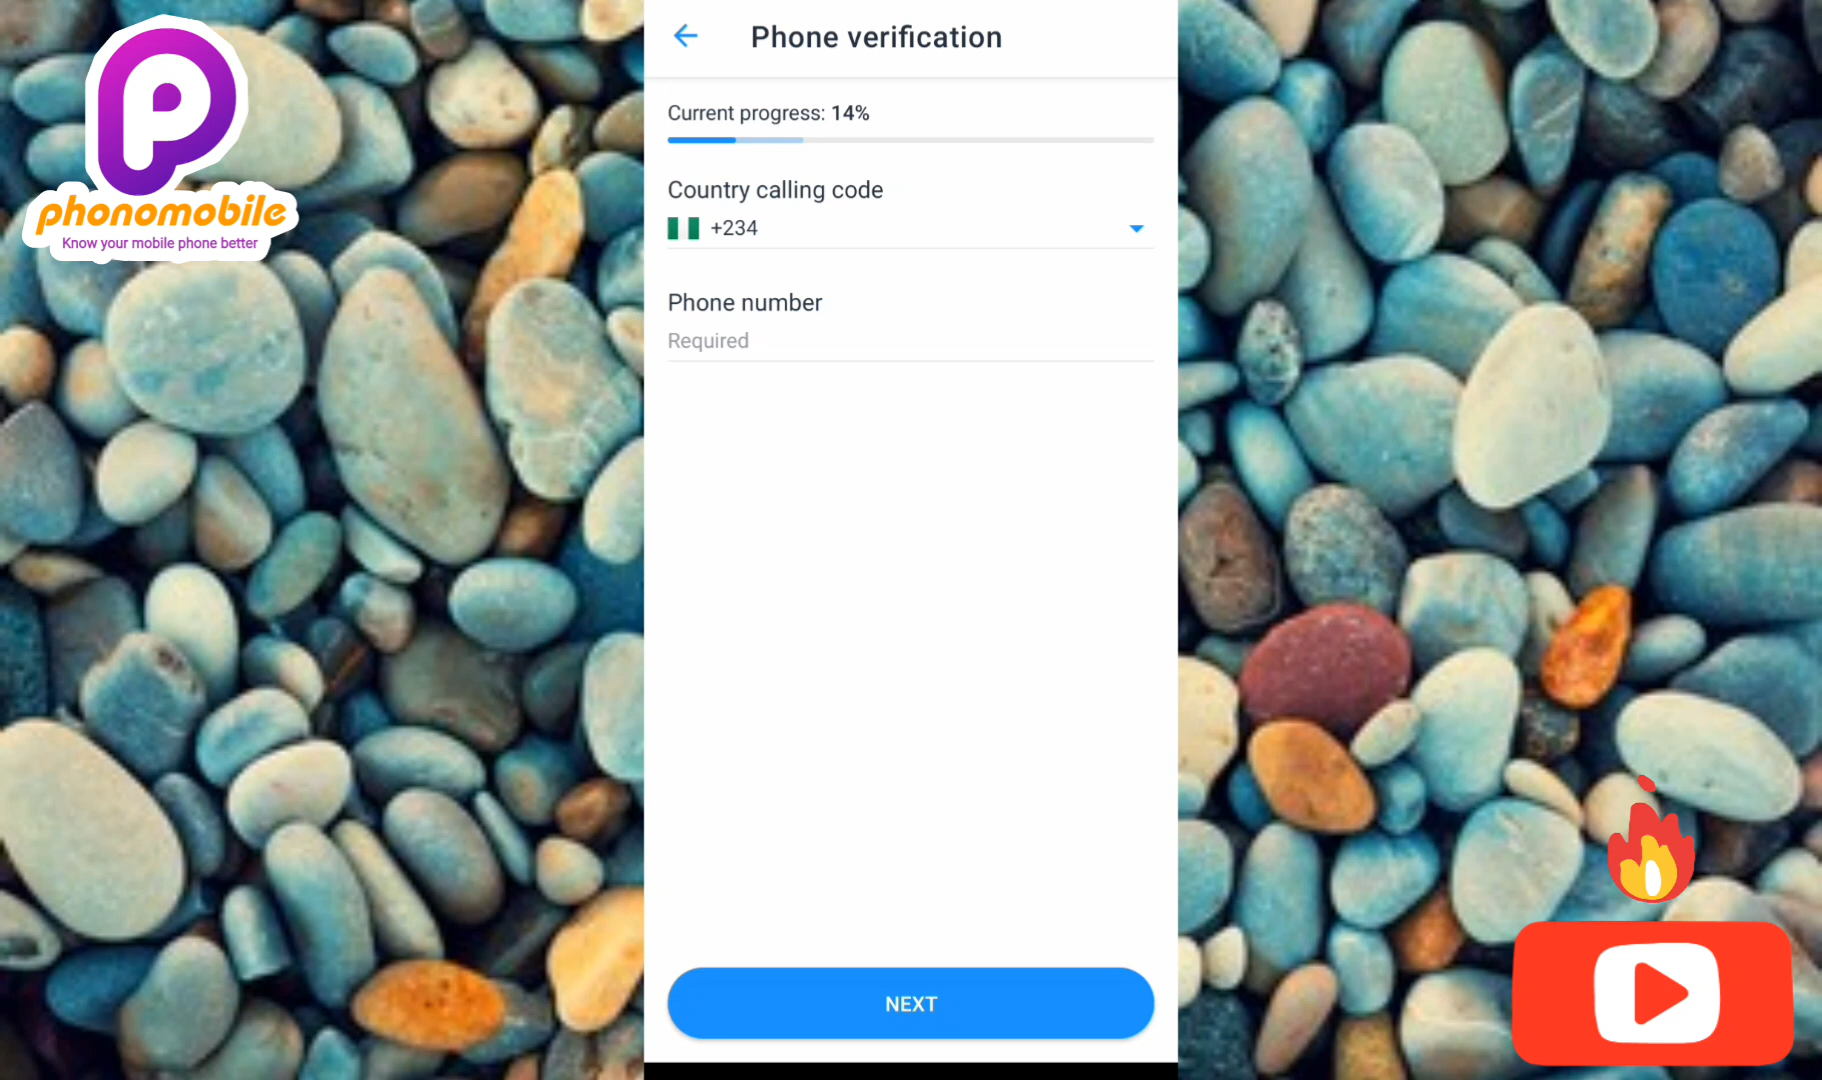 phonomobile
Know your mobile phone better
Phone verification
Current progress: 14%
Country calling code
+234
Phone number
Required
NEXT